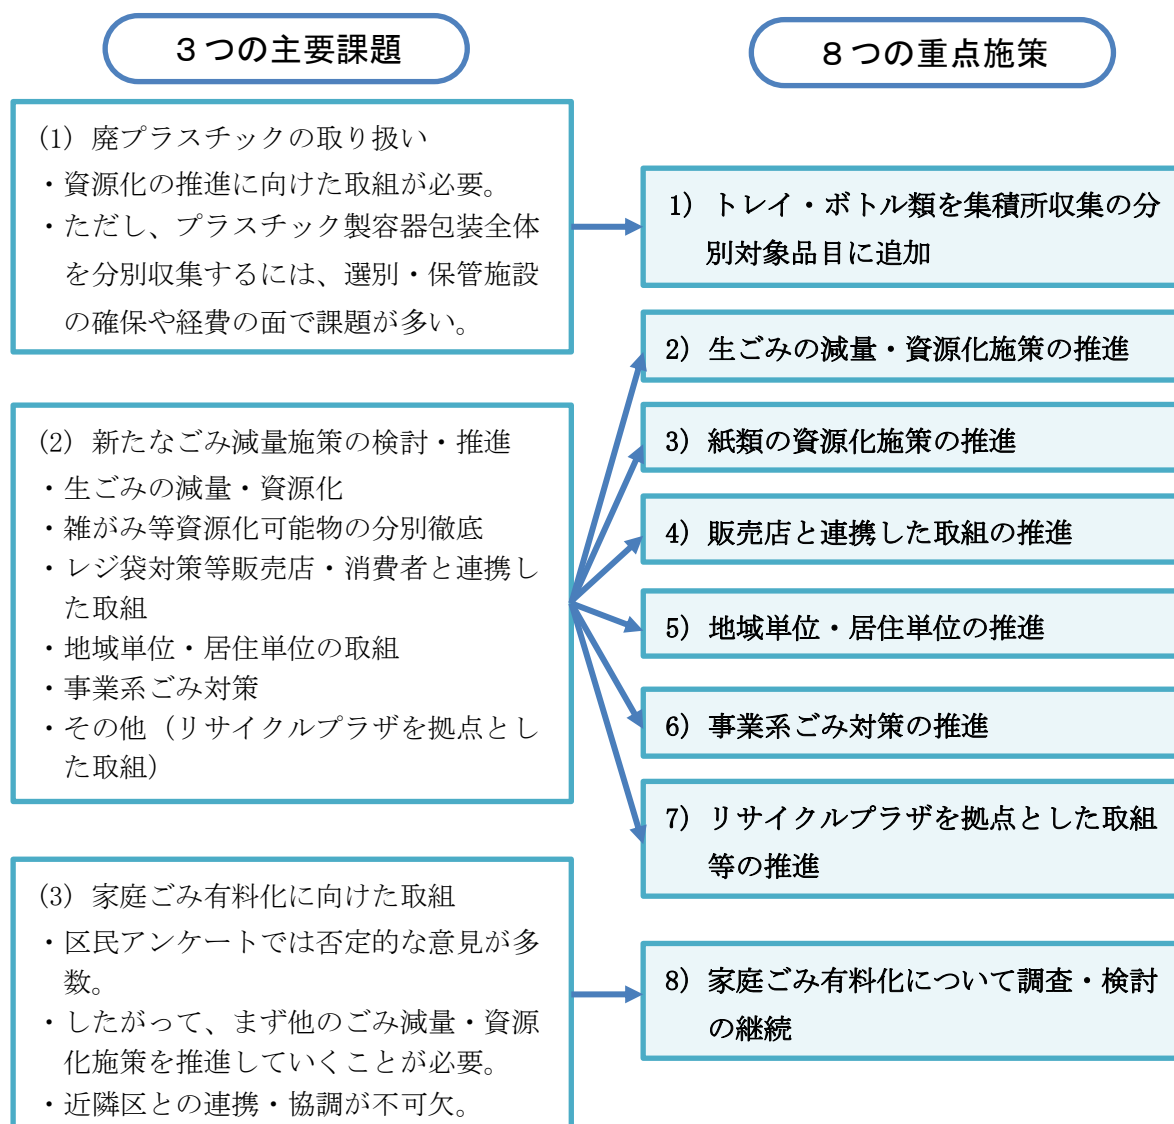 ３つの主要課題
(1) 廃プラスチックの取り扱い
・資源化の推進に向けた取組が必要。
・ただし、プラスチック製容器包装全体
を分別収集するには、選別・保管施設
の確保や経費の面で課題が多い。
(2) 新たなごみ減量施策の検討・推進
・生ごみの減量・資源化
・雑がみ等資源化可能物の分別徹底
・レジ袋対策等販売店・消費者と連携し
た取組
・地域単位・居住単位の取組
・事業系ごみ対策
・その他（リサイクルプラザを拠点とし
た取組）
(3) 家庭ごみ有料化に向けた取組
・区民アンケートでは否定的な意見が多
数。
・したがって、まず他のごみ減量・資源
化施策を推進していくことが必要。
・近隣区との連携・協調が不可欠。
８つの重点施策
1) トレイ・ボトル類を集積所収集の分
別対象品目に追加
2) 生ごみの減量・資源化施策の推進
3) 紙類の資源化施策の推進
4) 販売店と連携した取組の推進
5) 地域単位・居住単位の推進
6) 事業系ごみ対策の推進
7) リサイクルプラザを拠点とした取組
等の推進
8) 家庭ごみ有料化について調査・検討
の継続